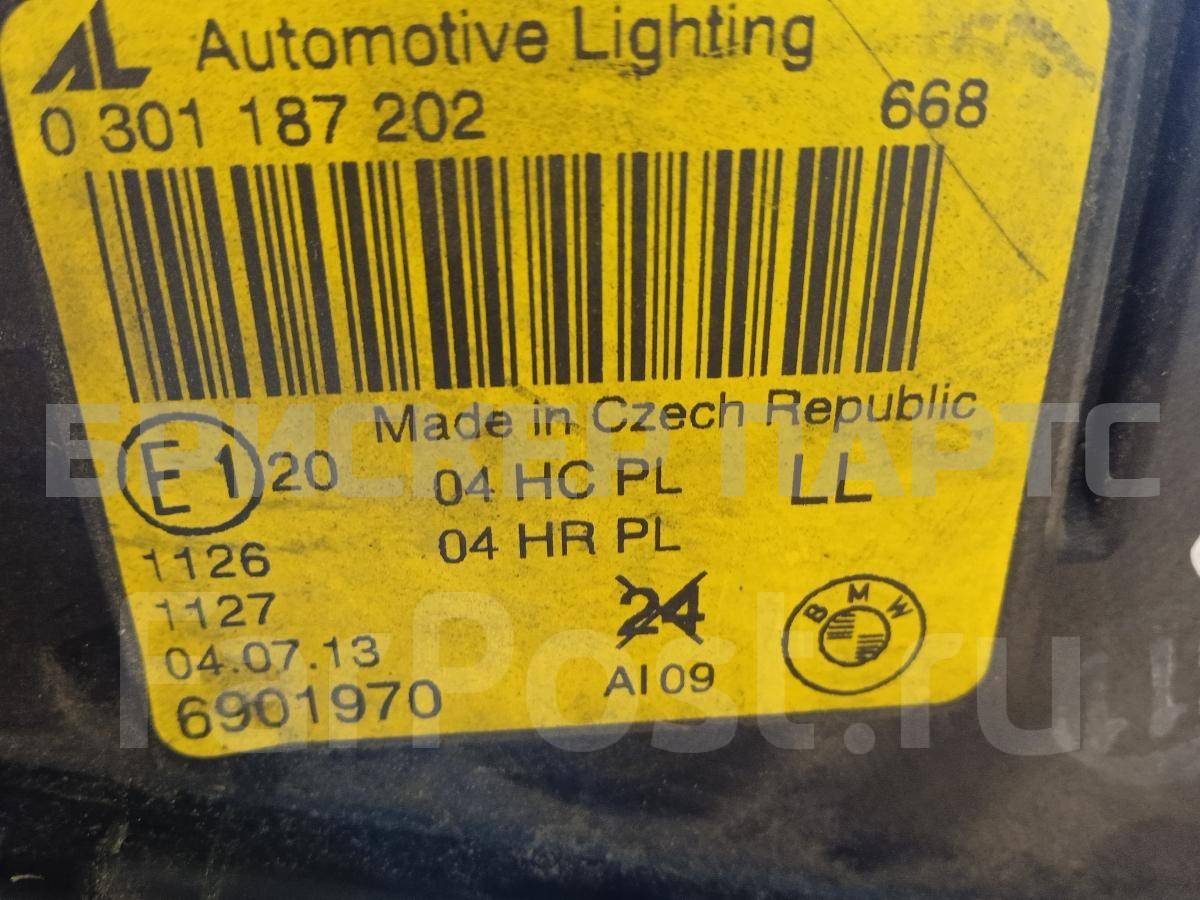 AL Automotive Lighting
0 301 187 202 668
Made in Czech Republic
E1 20 04 HC PL LL
04 HR PL
1126
1127 24
04.07.13 AI 09
6901970
BMW
БРИСКЕР ПАРТС
FarPost.ru